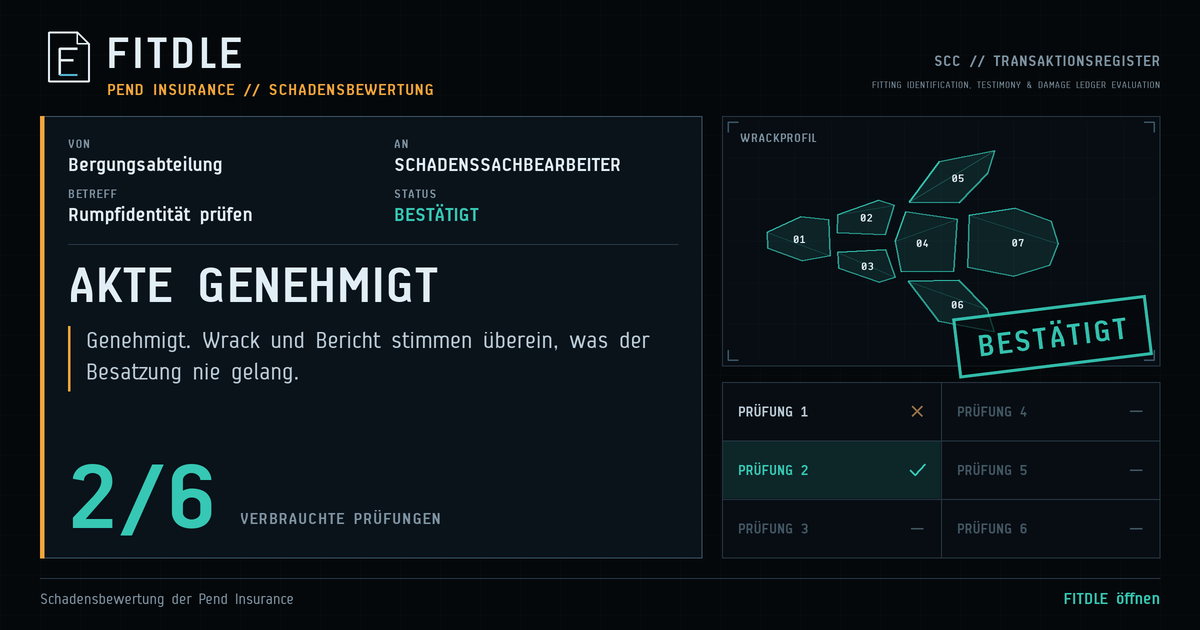 FITDLE
PEND INSURANCE // SCHADENSBEWERTUNG
SCC // TRANSAKTIONSREGISTER
FITTING IDENTIFICATION, TESTIMONY & DAMAGE LEDGER EVALUATION
VON
Bergungsabteilung
AN
SCHADENSSACHBEARBEITER
BETREFF
Rumpfidentität prüfen
STATUS
BESTÄTIGT
AKTE GENEHMIGT
Genehmigt. Wrack und Bericht stimmen überein, was der
Besatzung nie gelang.
2/6
VERBRAUCHTE PRÜFUNGEN
WRACKPROFIL
01
02
03
04
05
06
07
BESTÄTIGT
PRÜFUNG 1
PRÜFUNG 2
PRÜFUNG 3
PRÜFUNG 4
PRÜFUNG 5
PRÜFUNG 6
Schadensbewertung der Pend Insurance
FITDLE öffnen